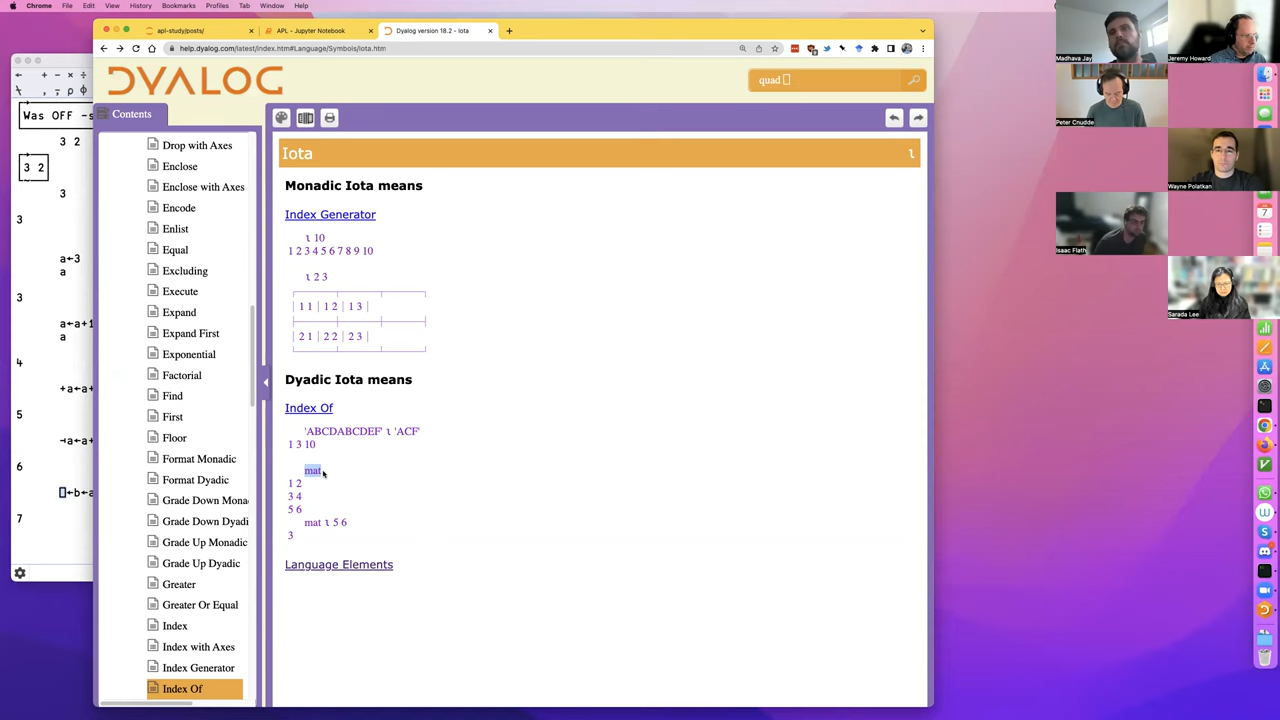 Chrome File Edit View History Bookmarks Profiles Tab Window Help
apl-study/posts/
APL - Jupyter Notebook
Dyalog version 18.2 - Iota
help.dyalog.com/latest/index.htm#Language/Symbols/Iota.htm
Was OFF -s
3 2
3 2
~
3
3
a←3
a
3
a←a+1
a
4
+a←a+
5
⊣a←a+
6
⎕←b←a
7
DYALOG
quad ⎕
Contents
Drop with Axes
Enclose
Enclose with Axes
Encode
Enlist
Equal
Excluding
Execute
Expand
Expand First
Exponential
Factorial
Find
First
Floor
Format Monadic
Format Dyadic
Grade Down Mona
Grade Down Dyadi
Grade Up Monadic
Grade Up Dyadic
Greater
Greater Or Equal
Index
Index with Axes
Index Generator
Index Of
Iota ⍳
Monadic Iota means
Index Generator
⍳ 10
1 2 3 4 5 6 7 8 9 10
⍳ 2 3
1 1 | 1 2 | 1 3
2 1 | 2 2 | 2 3
Dyadic Iota means
Index Of
'ABCDABCDEF' ⍳ 'ACF'
1 3 10
mat
1 2
3 4
5 6
mat ⍳ 5 6
3
Language Elements
Madhava Jay
Jeremy Howard
Peter Cnudde
Wayne Polatkan
Isaac Flath
Sarada Lee
7